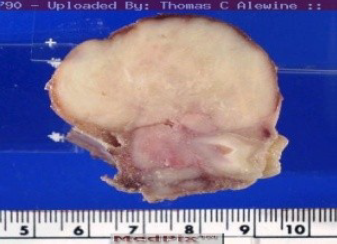 790 - Uploaded By: Thomas C Alewine ::
5 6 7 8 9 10
MedPix